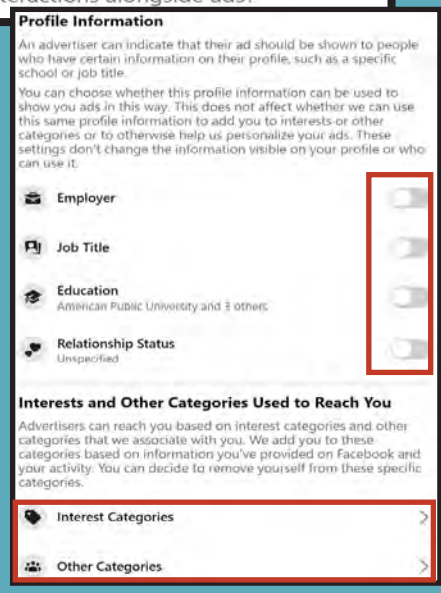 interactions alongside ads?
Profile Information
An advertiser can indicate that their ad should be shown to people
who have certain information on their profile, such as a specific
school or job title.
You can choose whether this profile information can be used to
show you ads in this way. This does not affect whether we can use
this same profile information to add you to interests or other
categories or to otherwise help us personalize your ads. These
settings don't change the information visible on your profile or who
can use it.
Employer
Job Title
Education
American Public University and 3 others
Relationship Status
Unspecified
Interests and Other Categories Used to Reach You
Advertisers can reach you based on interest categories and other
categories that we associate with you. We add you to these
categories based on information you've provided on Facebook and
your activity. You can decide to remove yourself from these specific
categories.
Interest Categories
Other Categories